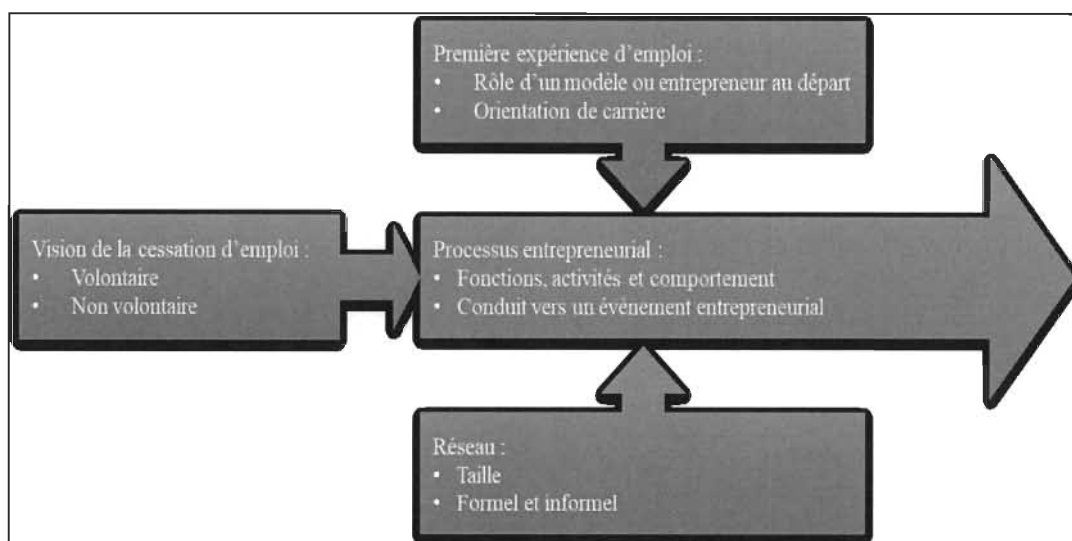 Première expérience d'emploi :
• Rôle d'un modèle ou entrepreneur au départ
• Orientation de carrière
Vision de la cessation d'emploi :
• Volontaire
• Non volontaire
Processus entrepreneurial :
• Fonctions, activités et comportement
• Conduit vers un évènement entrepreneurial
Réseau :
• Taille
• Formel et informel